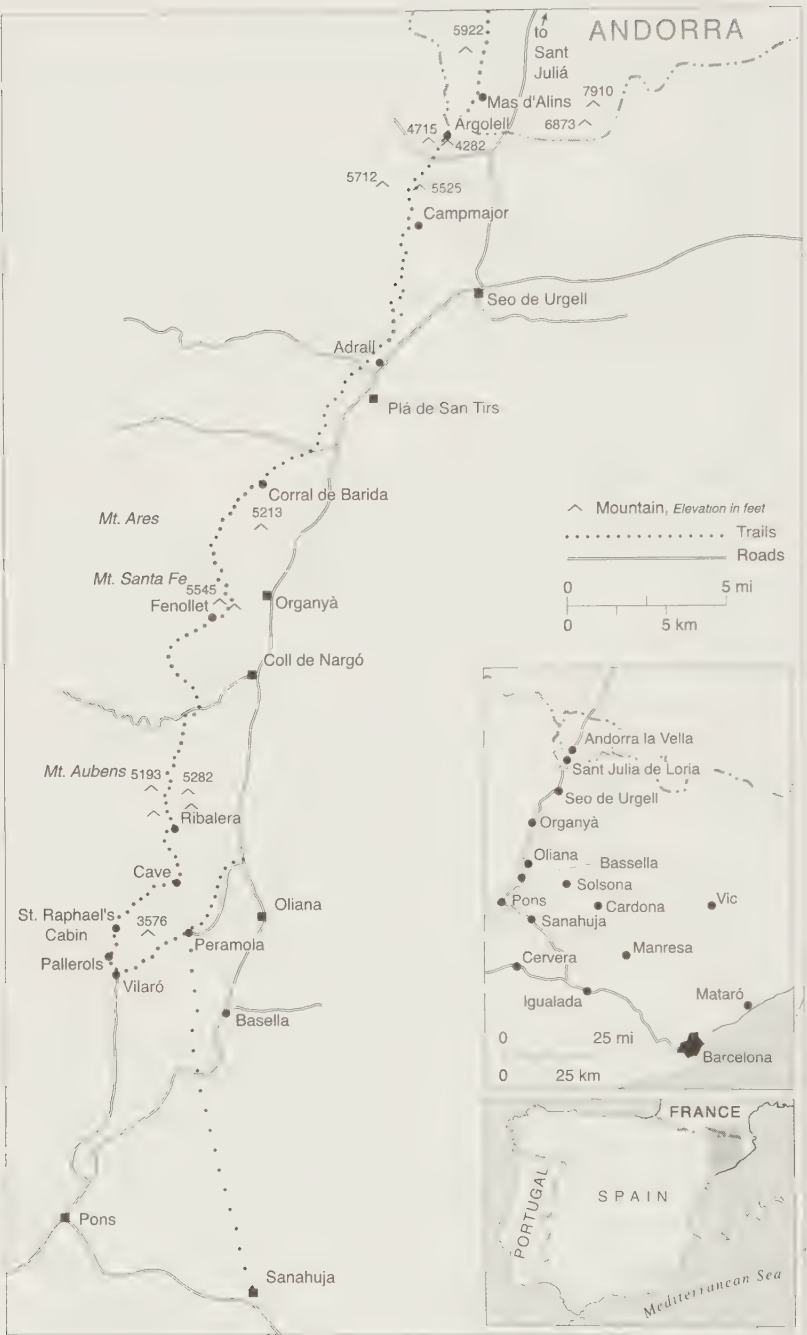 5922
to
Sant
Juliá
ANDORRA
Mas d'Alins
7910
6873
Argolell
4715
4282
5712
5525
Campmajor
Seo de Urgell
Adrall
Plá de San Tirs
Corral de Barida
5213
Mt. Ares
Mt. Santa Fe
5545
Fenollet
Organyà
Coll de Nargó
Mt. Aubens
5193
5282
Ribalera
Cave
St. Raphael's
Cabin
3576
Oliana
Peramola
Pallerols
Vilaró
Basella
Pons
Sanahuja
Mountain, Elevation in feet
Trails
Roads
0 5 mi
0 5 km
Andorra la Vella
Sant Julia de Loria
Seo de Urgell
Organyà
Oliana
Bassella
Solsona
Pons
Cardona
Vic
Sanahuja
Manresa
Cervera
Igualada
Mataró
0 25 mi
Barcelona
0 25 km
FRANCE
PORTUGAL
SPAIN
Mediterranean Sea